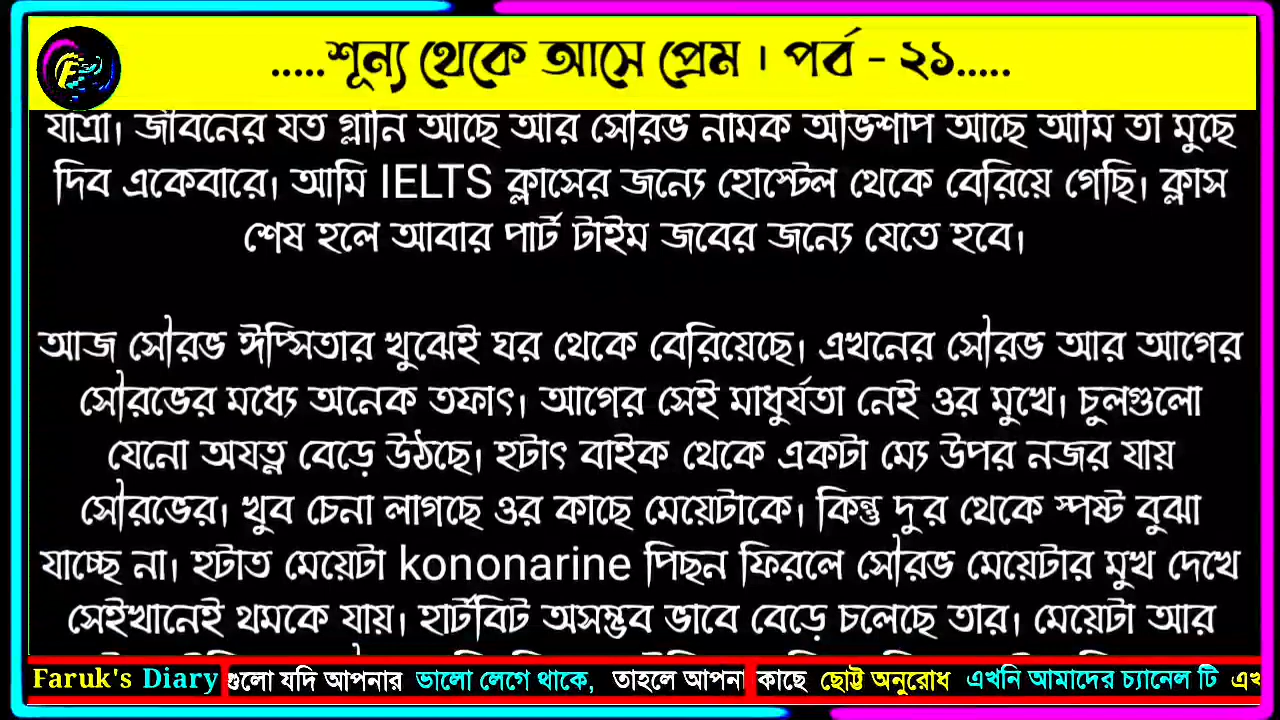 .....শূন্য থেকে আসে প্রেম । পর্ব - ২১.....
যাত্রা। জীবনের যত গ্লানি আছে আর সৌরভ নামক অভিশাপ আছে আমি তা মুছে
দিব একেবারে। আমি IELTS ক্লাসের জন্যে হোস্টেল থেকে বেরিয়ে গেছি। ক্লাস
শেষ হলে আবার পার্ট টাইম জবের জন্যে যেতে হবে।
আজ সৌরভ ঈপ্সিতার খুঝেই ঘর থেকে বেরিয়েছে। এখনের সৌরভ আর আগের
সৌরভের মধ্যে অনেক তফাৎ। আগের সেই মাধুর্যতা নেই ওর মুখে। চুলগুলো
যেনো অযত্ন বেড়ে উঠছে। হটাৎ বাইক থেকে একটা ম্যে উপর নজর যায়
সৌরভের। খুব চেনা লাগছে ওর কাছে মেয়েটাকে। কিন্তু দুর থেকে স্পষ্ট বুঝা
যাচ্ছে না। হটাত মেয়েটা kononarine পিছন ফিরলে সৌরভ মেয়েটার মুখ দেখে
সেইখানেই থমকে যায়। হার্টবিট অসম্ভব ভাবে বেড়ে চলেছে তার। মেয়েটা আর
Faruk's Diary গুলো যদি আপনার ভালো লেগে থাকে, তাহলে আপনা কাছে ছোট্ট অনুরোধ এখনি আমাদের চ্যানেল টি এখ